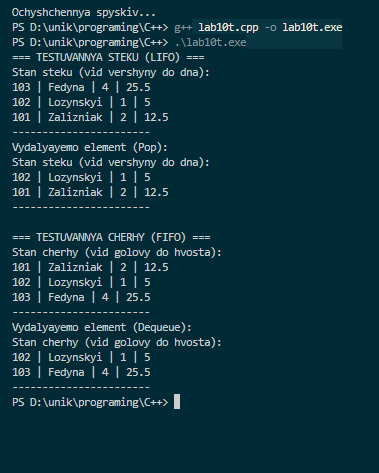 Ochyshchennya spyskiv...
PS D:\unik\programing\C++> g++ lab10t.cpp -o lab10t.exe
PS D:\unik\programing\C++> .\lab10t.exe
=== TESTUVANNYA STEKU (LIFO) ===
Stan steku (vid vershyny do dna):
103 | Fedyna | 4 | 25.5
102 | Lozynskyi | 1 | 5
101 | Zalizniak | 2 | 12.5
-----------------------
Vydalyayemo element (Pop):
Stan steku (vid vershyny do dna):
102 | Lozynskyi | 1 | 5
101 | Zalizniak | 2 | 12.5
-----------------------
=== TESTUVANNYA CHERHY (FIFO) ===
Stan cherhy (vid golovy do hvosta):
101 | Zalizniak | 2 | 12.5
102 | Lozynskyi | 1 | 5
103 | Fedyna | 4 | 25.5
-----------------------
Vydalyayemo element (Dequeue):
Stan cherhy (vid golovy do hvosta):
102 | Lozynskyi | 1 | 5
103 | Fedyna | 4 | 25.5
-----------------------
PS D:\unik\programing\C++>